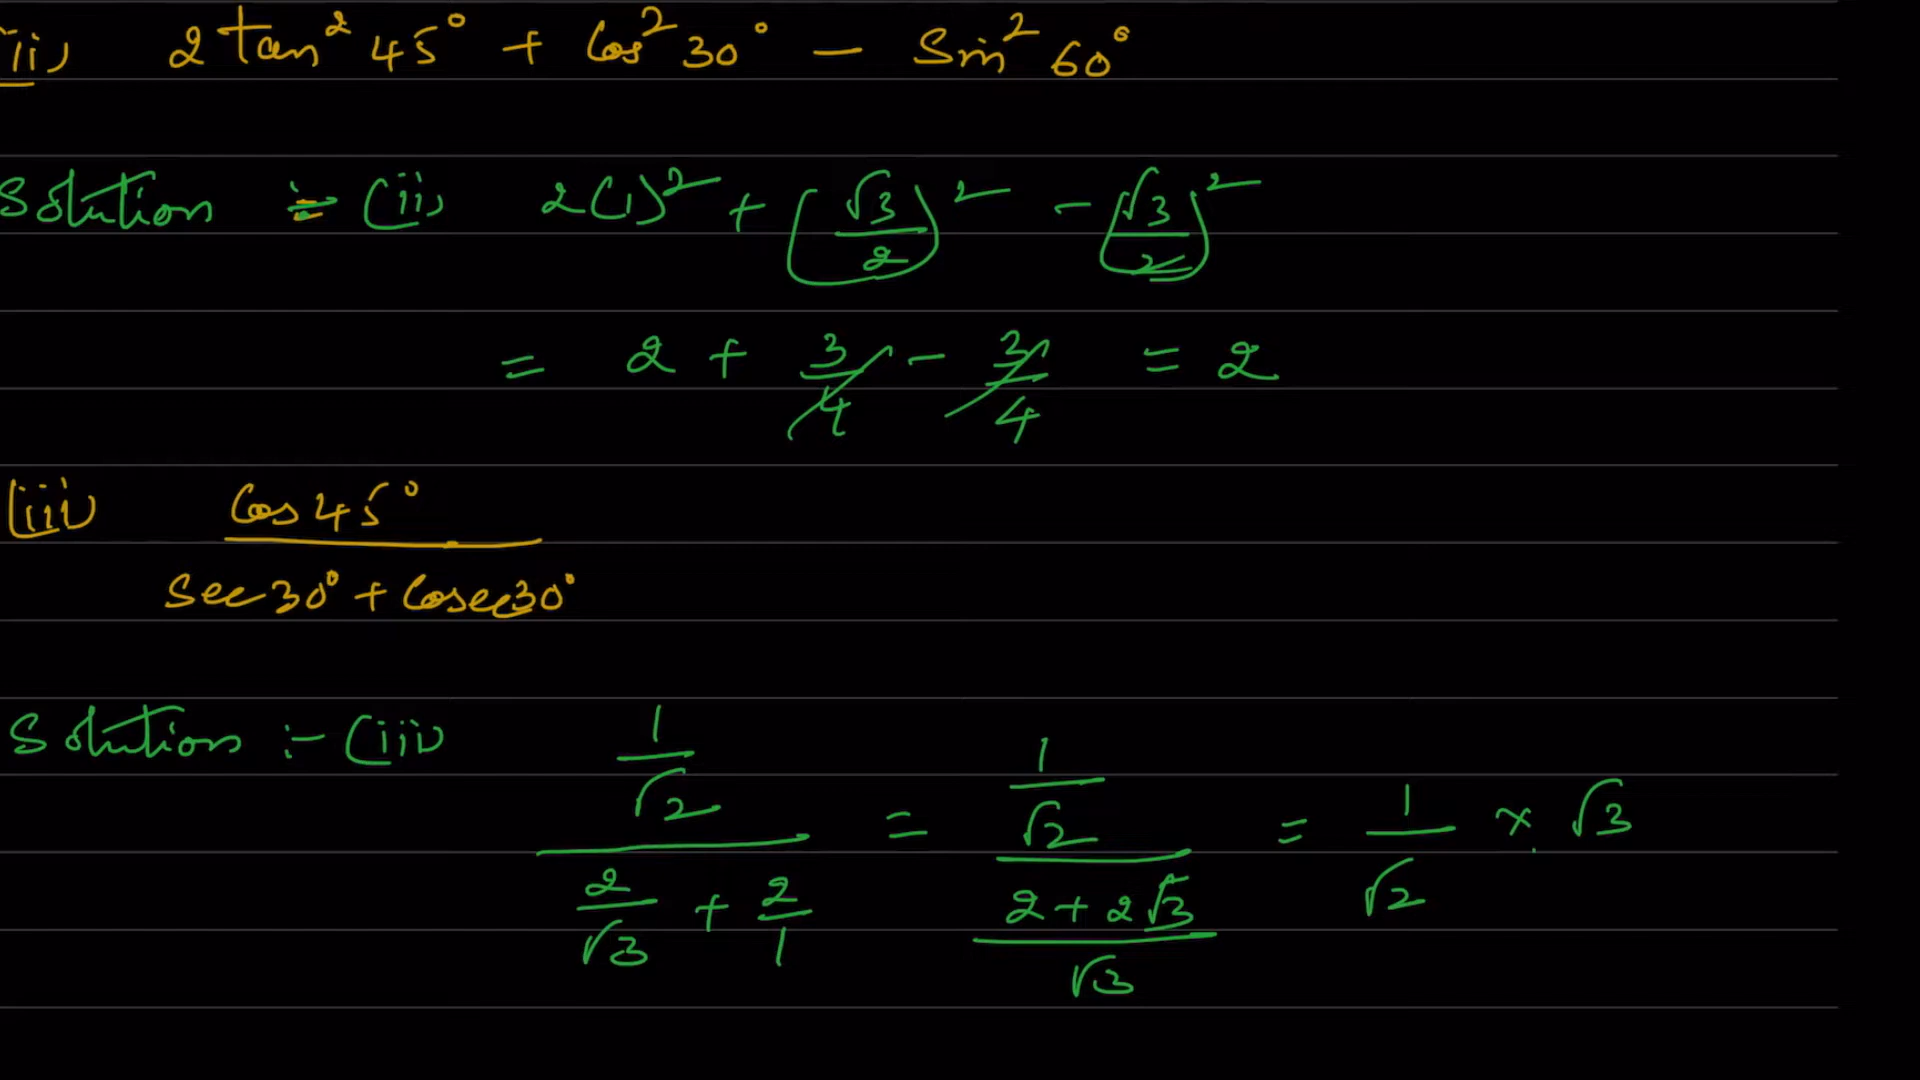 (ii) 2 tan² 45° + Cos² 30° − Sin² 60°
Solution :- (ii) 2(1)² + (√3/2)² − (√3/2)²
= 2 + 3/4 − 3/4 = 2
(iii) Cos 45° / Sec 30° + Cosec 30°
Solution :- (iii) (1/√2) / (2/√3 + 2/1) = (1/√2) / ((2 + 2√3)/√3) = 1/√2 × √3